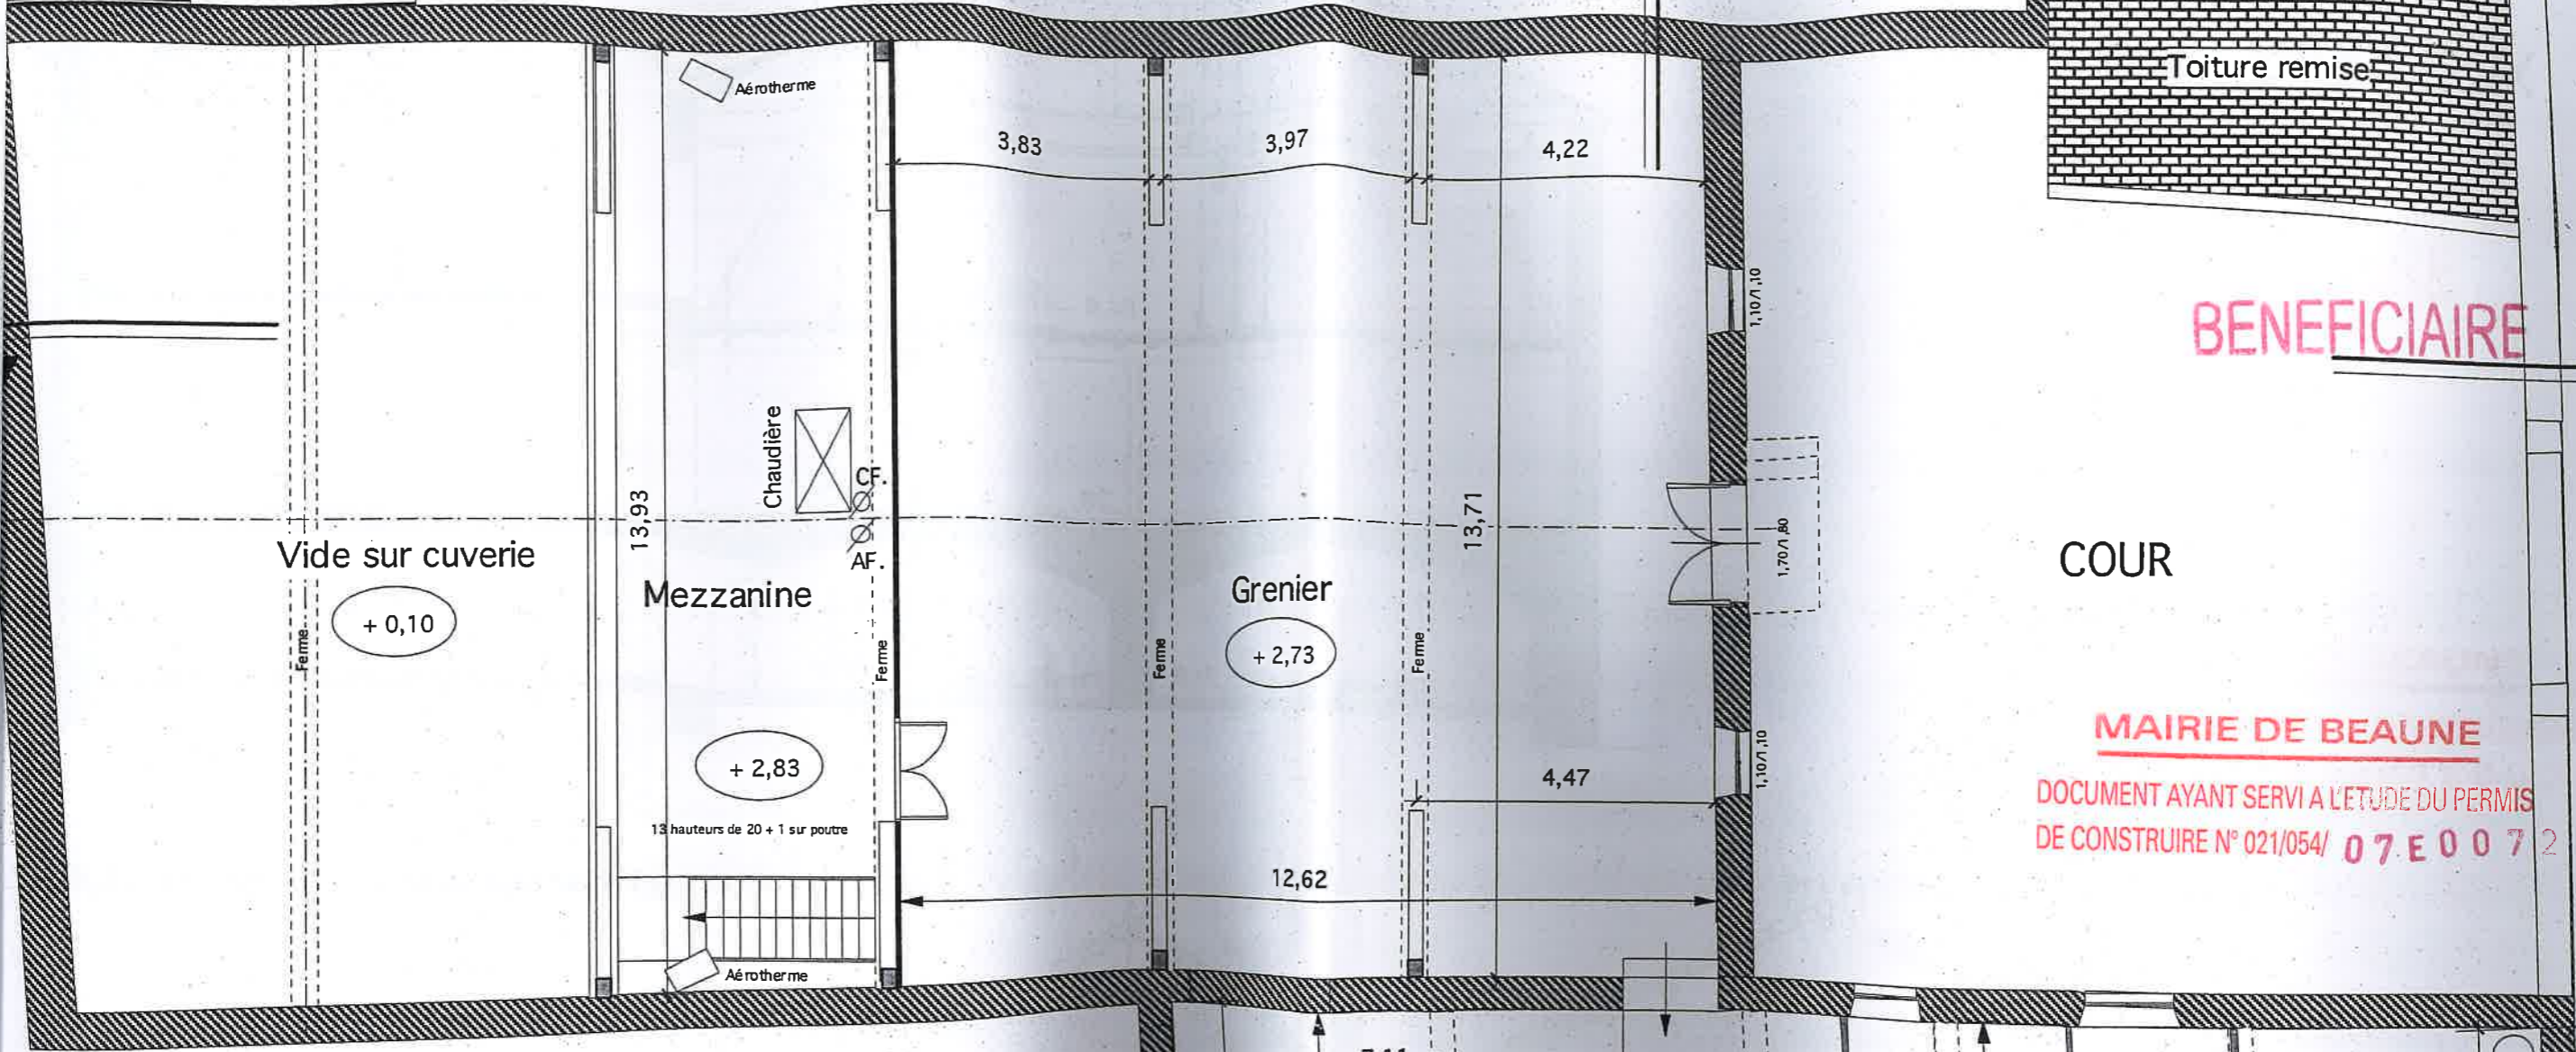 Toiture remise
Aérotherme
3,83
3,97
4,22
1,10/1,10
BENEFICIAIRE
Chaudière
CF.
13,93
13,71
AF.
1,70/1,80
Vide sur cuverie
Mezzanine
Grenier
COUR
+ 0,10
Ferme
Ferme
Ferme
+ 2,73
Ferme
+ 2,83
4,47
1,10/1,10
MAIRIE DE BEAUNE
DOCUMENT AYANT SERVI A L'ETUDE DU PERMIS
DE CONSTRUIRE N° 021/054/ 07E0072
13 hauteurs de 20 + 1 sur poutre
12,62
Aérotherme